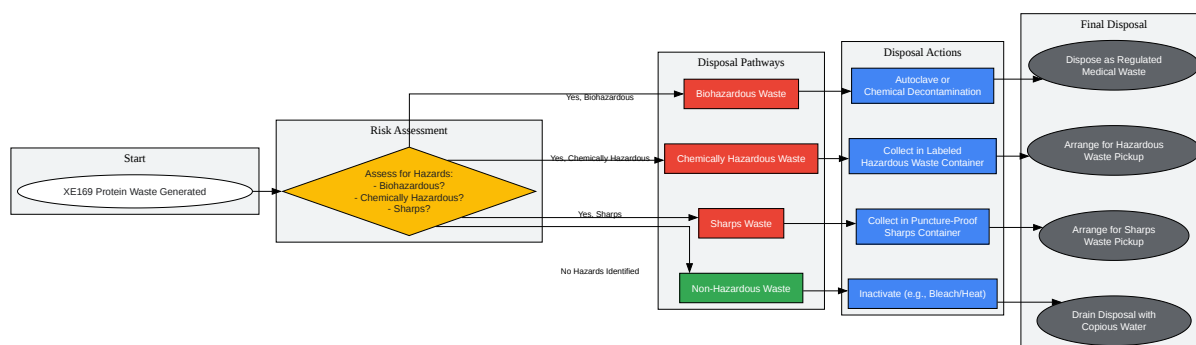 Start
XE169 Protein Waste Generated
Risk Assessment
Assess for Hazards:
- Biohazardous?
- Chemically Hazardous?
- Sharps?
Yes, Biohazardous
Yes, Chemically Hazardous
Yes, Sharps
No Hazards Identified
Disposal Pathways
Biohazardous Waste
Chemically Hazardous Waste
Sharps Waste
Non-Hazardous Waste
Disposal Actions
Autoclave or
Chemical Decontamination
Collect in Labeled
Hazardous Waste Container
Collect in Puncture-Proof
Sharps Container
Inactivate (e.g., Bleach/Heat)
Final Disposal
Dispose as Regulated
Medical Waste
Arrange for Hazardous
Waste Pickup
Arrange for Sharps
Waste Pickup
Drain Disposal with
Copious Water